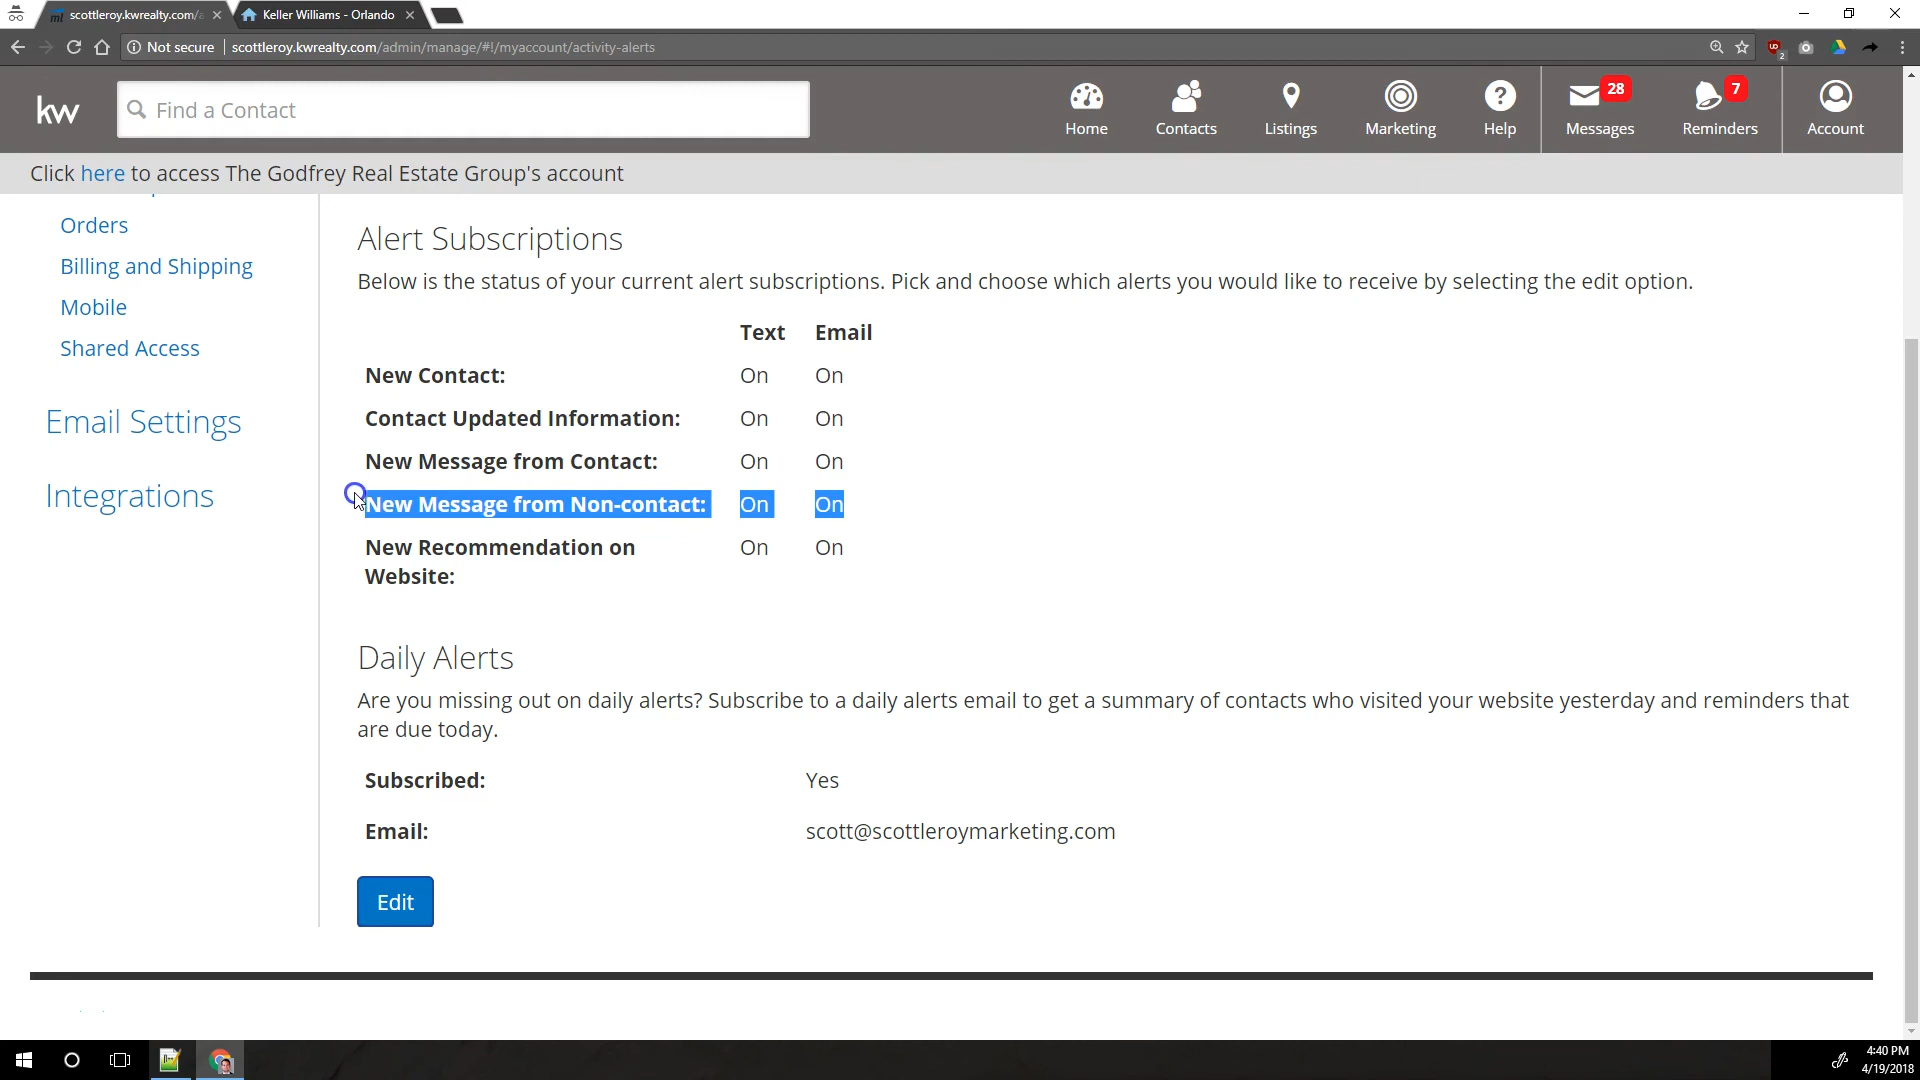 scottleroy.kwrealty.com/a
Keller Williams - Orlando
Not secure
scottleroy.kwrealty.com/admin/manage/#!/myaccount/activity-alerts
2
kw
Find a Contact
Home
Contacts
Listings
Marketing
Help
28
Messages
7
Reminders
Account
Click here to access The Godfrey Real Estate Group's account
Orders
Billing and Shipping
Mobile
Shared Access
Email Settings
Integrations
Alert Subscriptions
Below is the status of your current alert subscriptions. Pick and choose which alerts you would like to receive by selecting the edit option.
Text Email
New Contact: On On
Contact Updated Information: On On
New Message from Contact: On On
New Message from Non-contact: On On
New Recommendation on On On
Website:
Daily Alerts
Are you missing out on daily alerts? Subscribe to a daily alerts email to get a summary of contacts who visited your website yesterday and reminders that
are due today.
Subscribed: Yes
Email: scott@scottleroymarketing.com
Edit
4:40 PM
4/19/2018